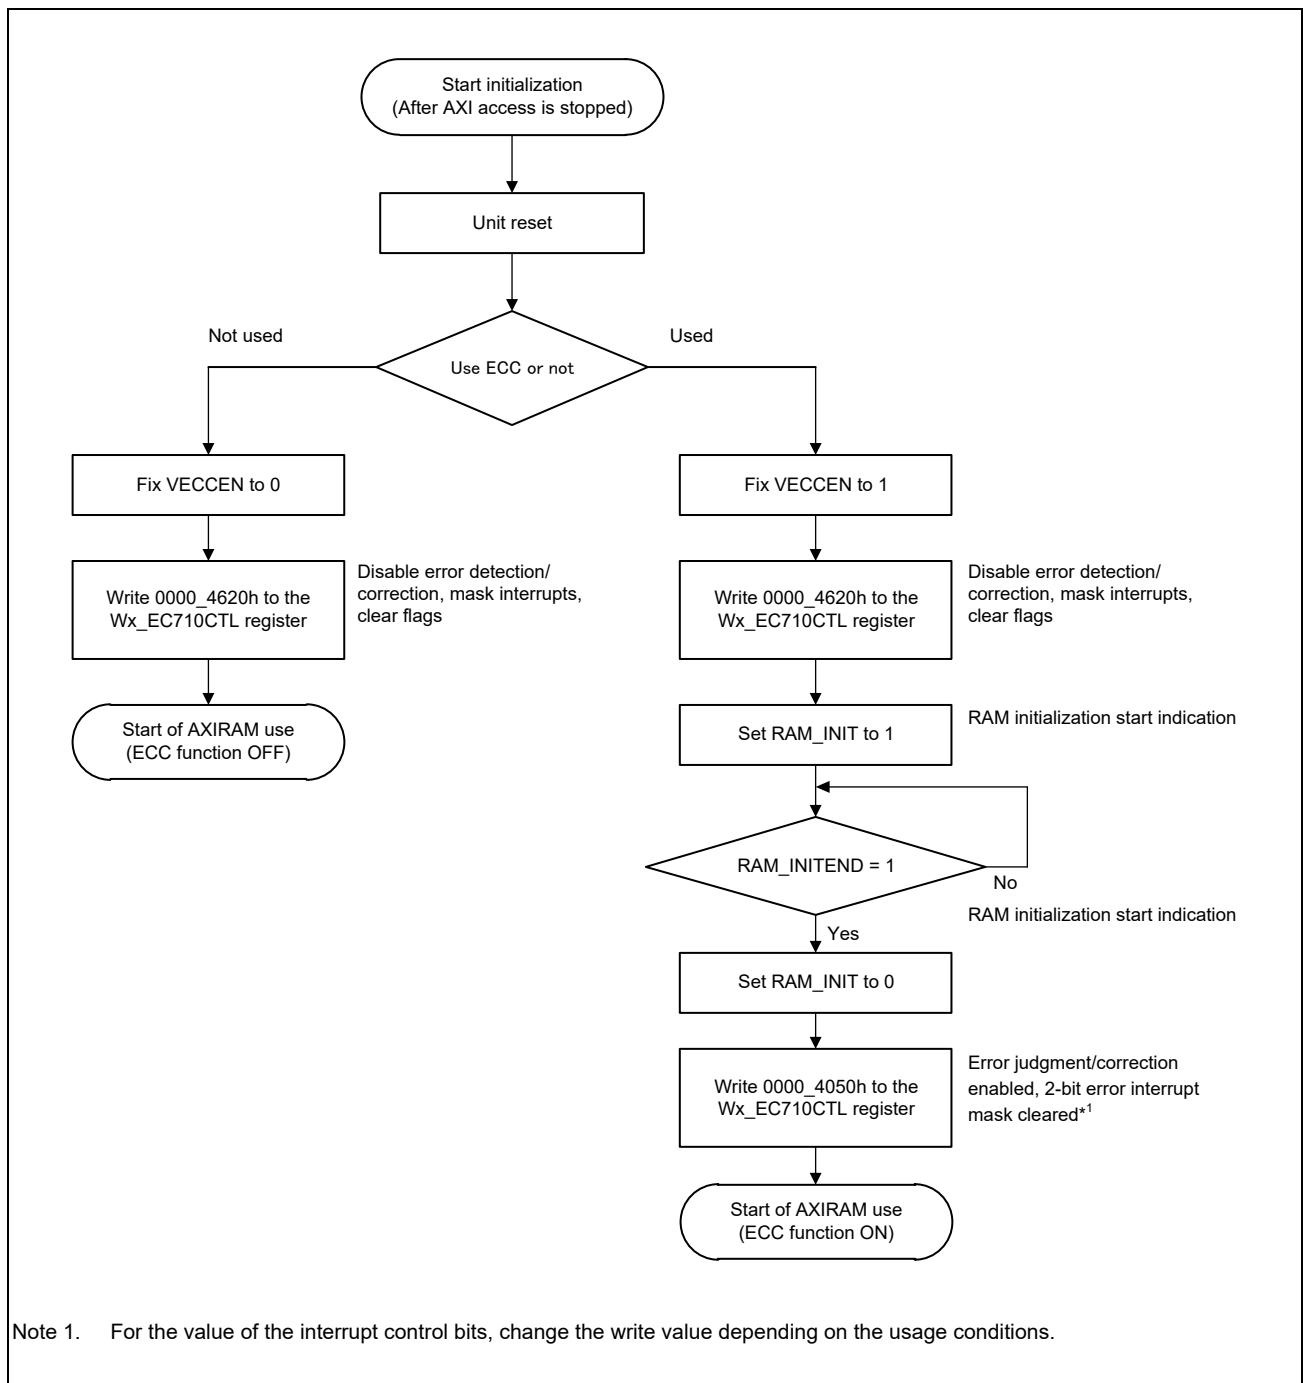 Start initialization
(After AXI access is stopped)
Unit reset
Use ECC or not
Not used
Used
Fix VECCEN to 0
Write 0000_4620h to the
Wx_EC710CTL register
Disable error detection/
correction, mask interrupts,
clear flags
Start of AXIRAM use
(ECC function OFF)
Fix VECCEN to 1
Write 0000_4620h to the
Wx_EC710CTL register
Disable error detection/
correction, mask interrupts,
clear flags
Set RAM_INIT to 1
RAM initialization start indication
RAM_INITEND = 1
No
RAM initialization start indication
Yes
Set RAM_INIT to 0
Write 0000_4050h to the
Wx_EC710CTL register
Error judgment/correction
enabled, 2-bit error interrupt
mask cleared*1
Start of AXIRAM use
(ECC function ON)
Note 1. For the value of the interrupt control bits, change the write value depending on the usage conditions.